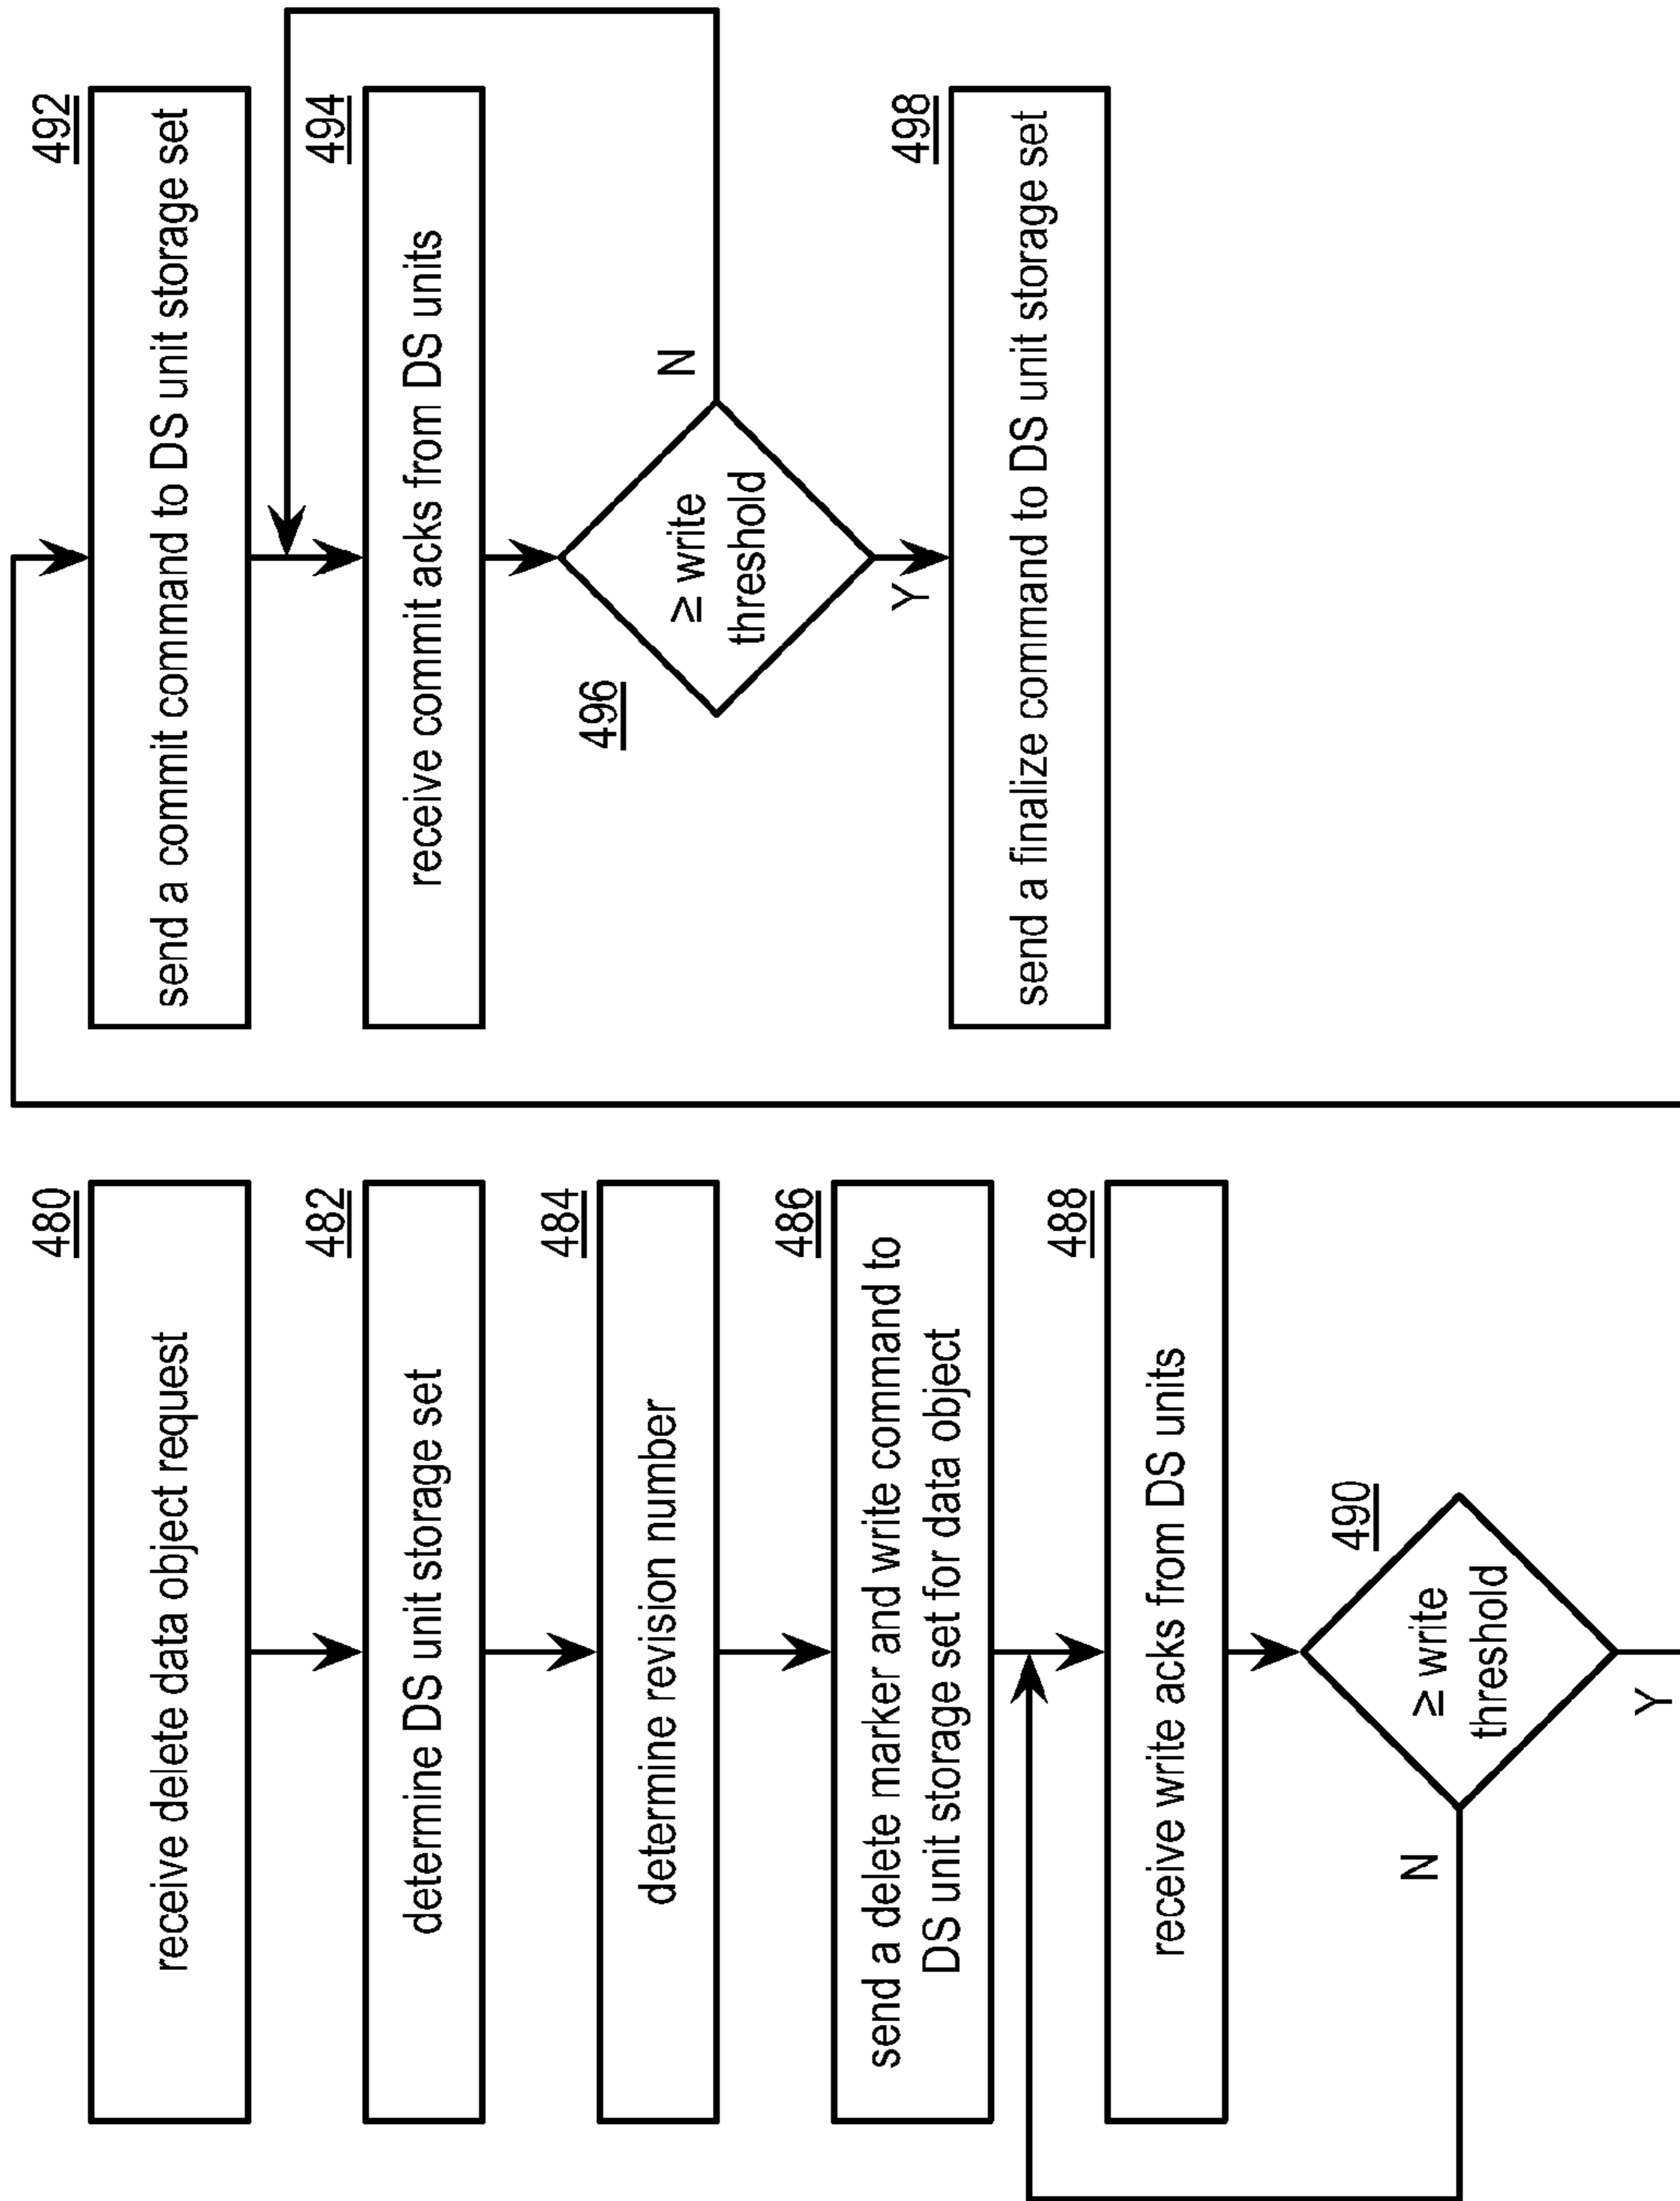 480
receive delete data object request
482
determine DS unit storage set
484
determine revision number
486
send a delete marker and write command to
DS unit storage set for data object
488
receive write acks from DS units
490
≥ write
threshold
N
Y
492
send a commit command to DS unit storage set
494
receive commit acks from DS units
496
≥ write
threshold
N
Y
498
send a finalize command to DS unit storage set